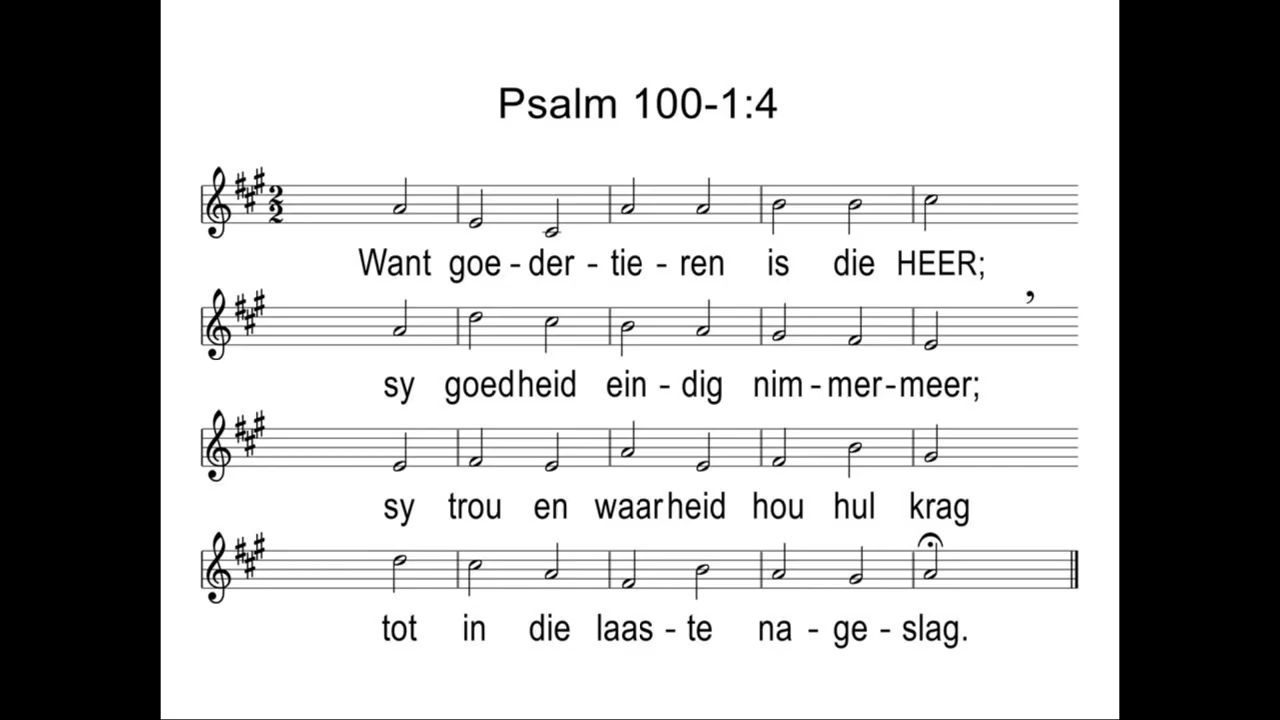 Psalm 100-1:4
Want goe - der - tie - ren is die HEER;
sy goedheid ein - dig nim - mer - meer;
sy trou en waarheid hou hul krag
tot in die laas - te na - ge - slag.